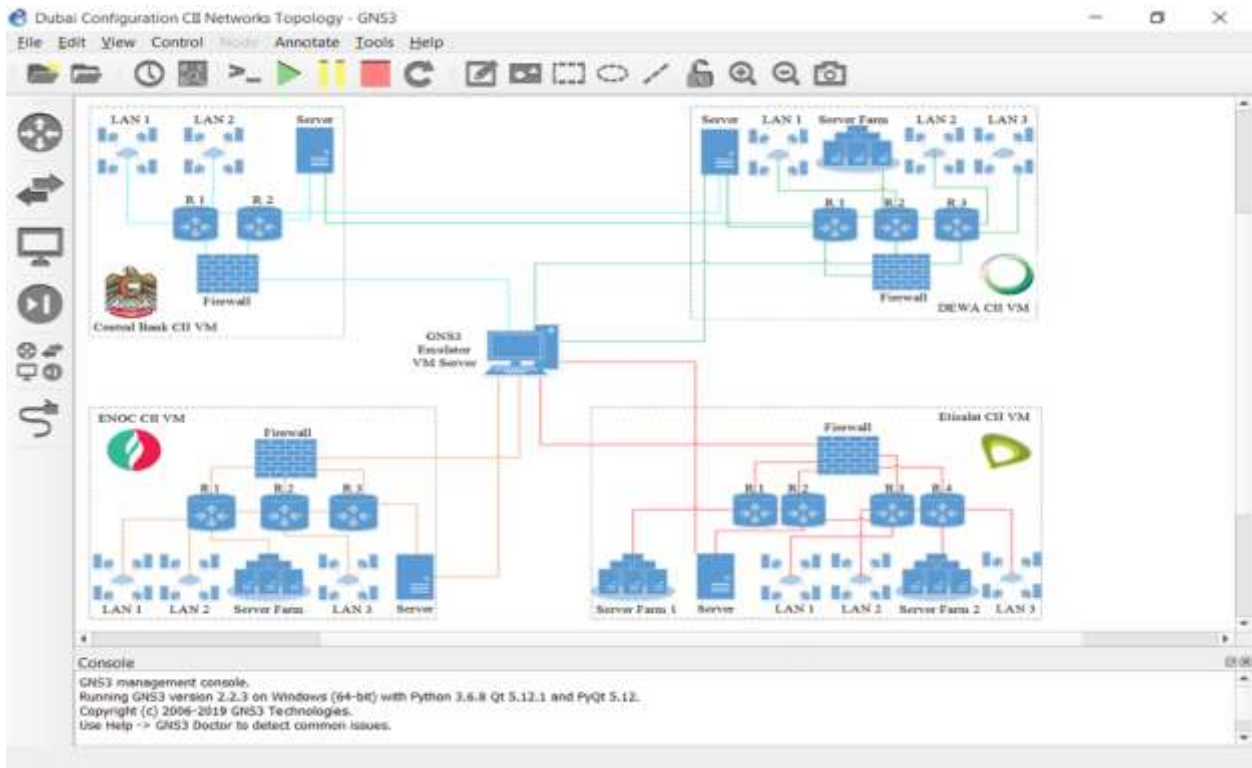 Dubai Configuration CII Networks Topology - GNS3
File Edit View Control Node Annotate Tools Help
LAN 1 LAN 2 Server
R 1 R 2
Firewall
Central Bank CII VM
Server LAN 1 Server Farm LAN 2 LAN 3
R 1 R 2 R 3
Firewall
DEWA CII VM
GNS3
Emulator
VM Server
ENOC CII VM
Firewall
R 1 R 2 R 3
LAN 1 LAN 2 Server Farm LAN 3 Server
Etisalat CII VM
Firewall
R 1 R 2 R 3 R 4
Server Farm 1 Server LAN 1 LAN 2 Server Farm 2 LAN 3
Console
GNS3 management console.
Running GNS3 version 2.2.3 on Windows (64-bit) with Python 3.6.8 Qt 5.12.1 and PyQt 5.12.
Copyright (c) 2006-2019 GNS3 Technologies.
Use Help -> GNS3 Doctor to detect common issues.